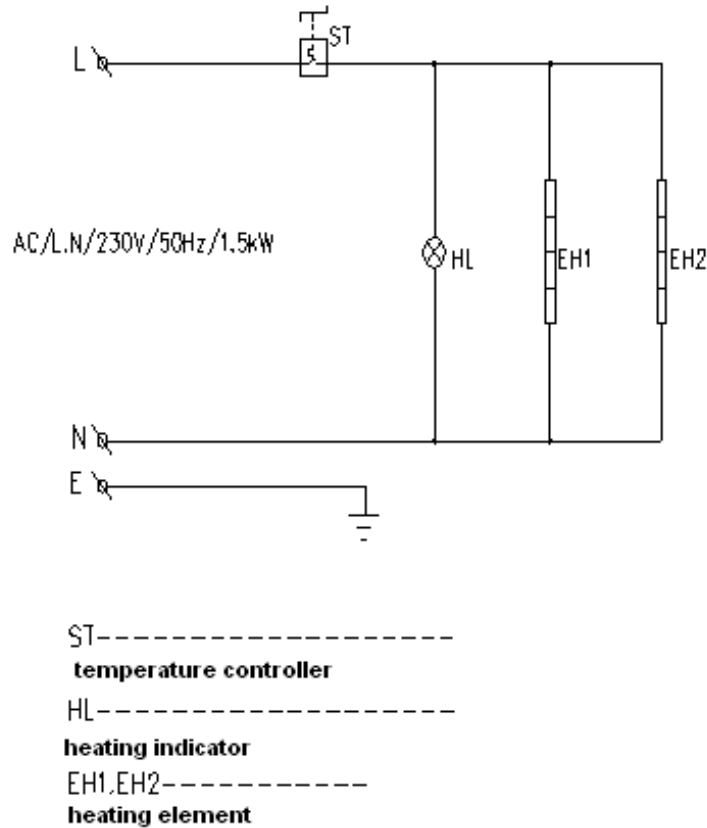 ST
L
AC/L.N/230V/50Hz/1.5kW
HL
EH1
EH2
N
E
ST-------------------
temperature controller
HL-------------------
heating indicator
EH1,EH2------------
heating element